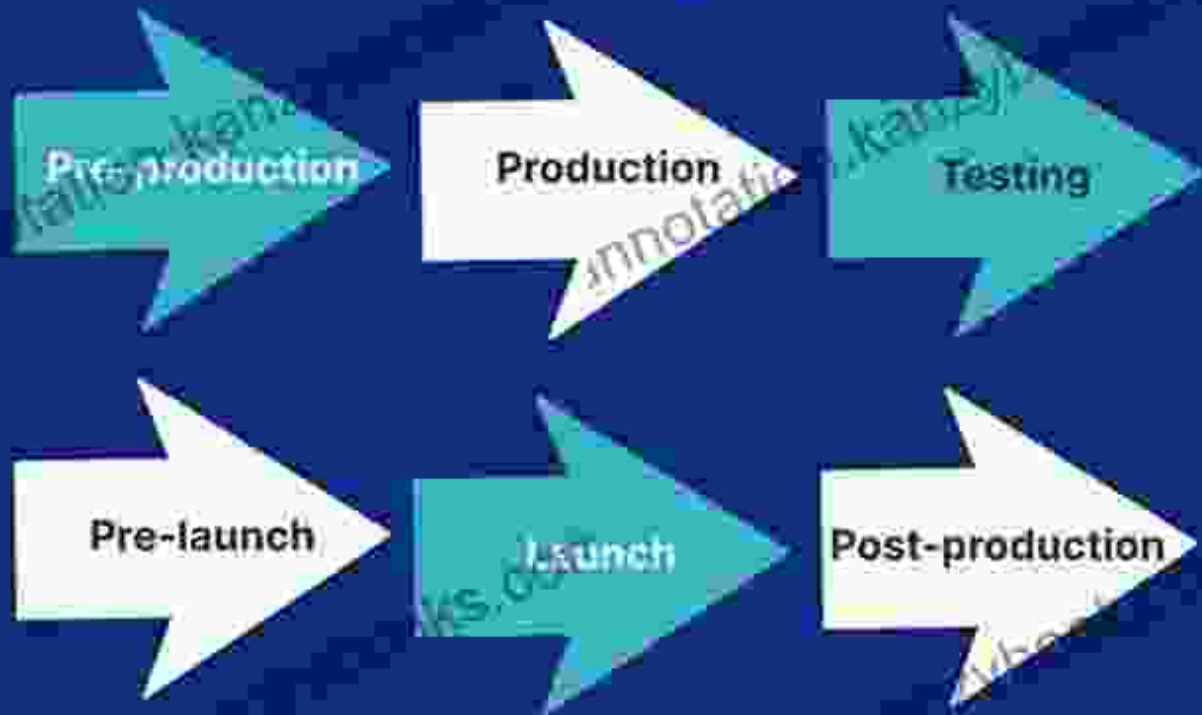 Pre-production
Production
Testing
Pre-launch
Launch
Post-production